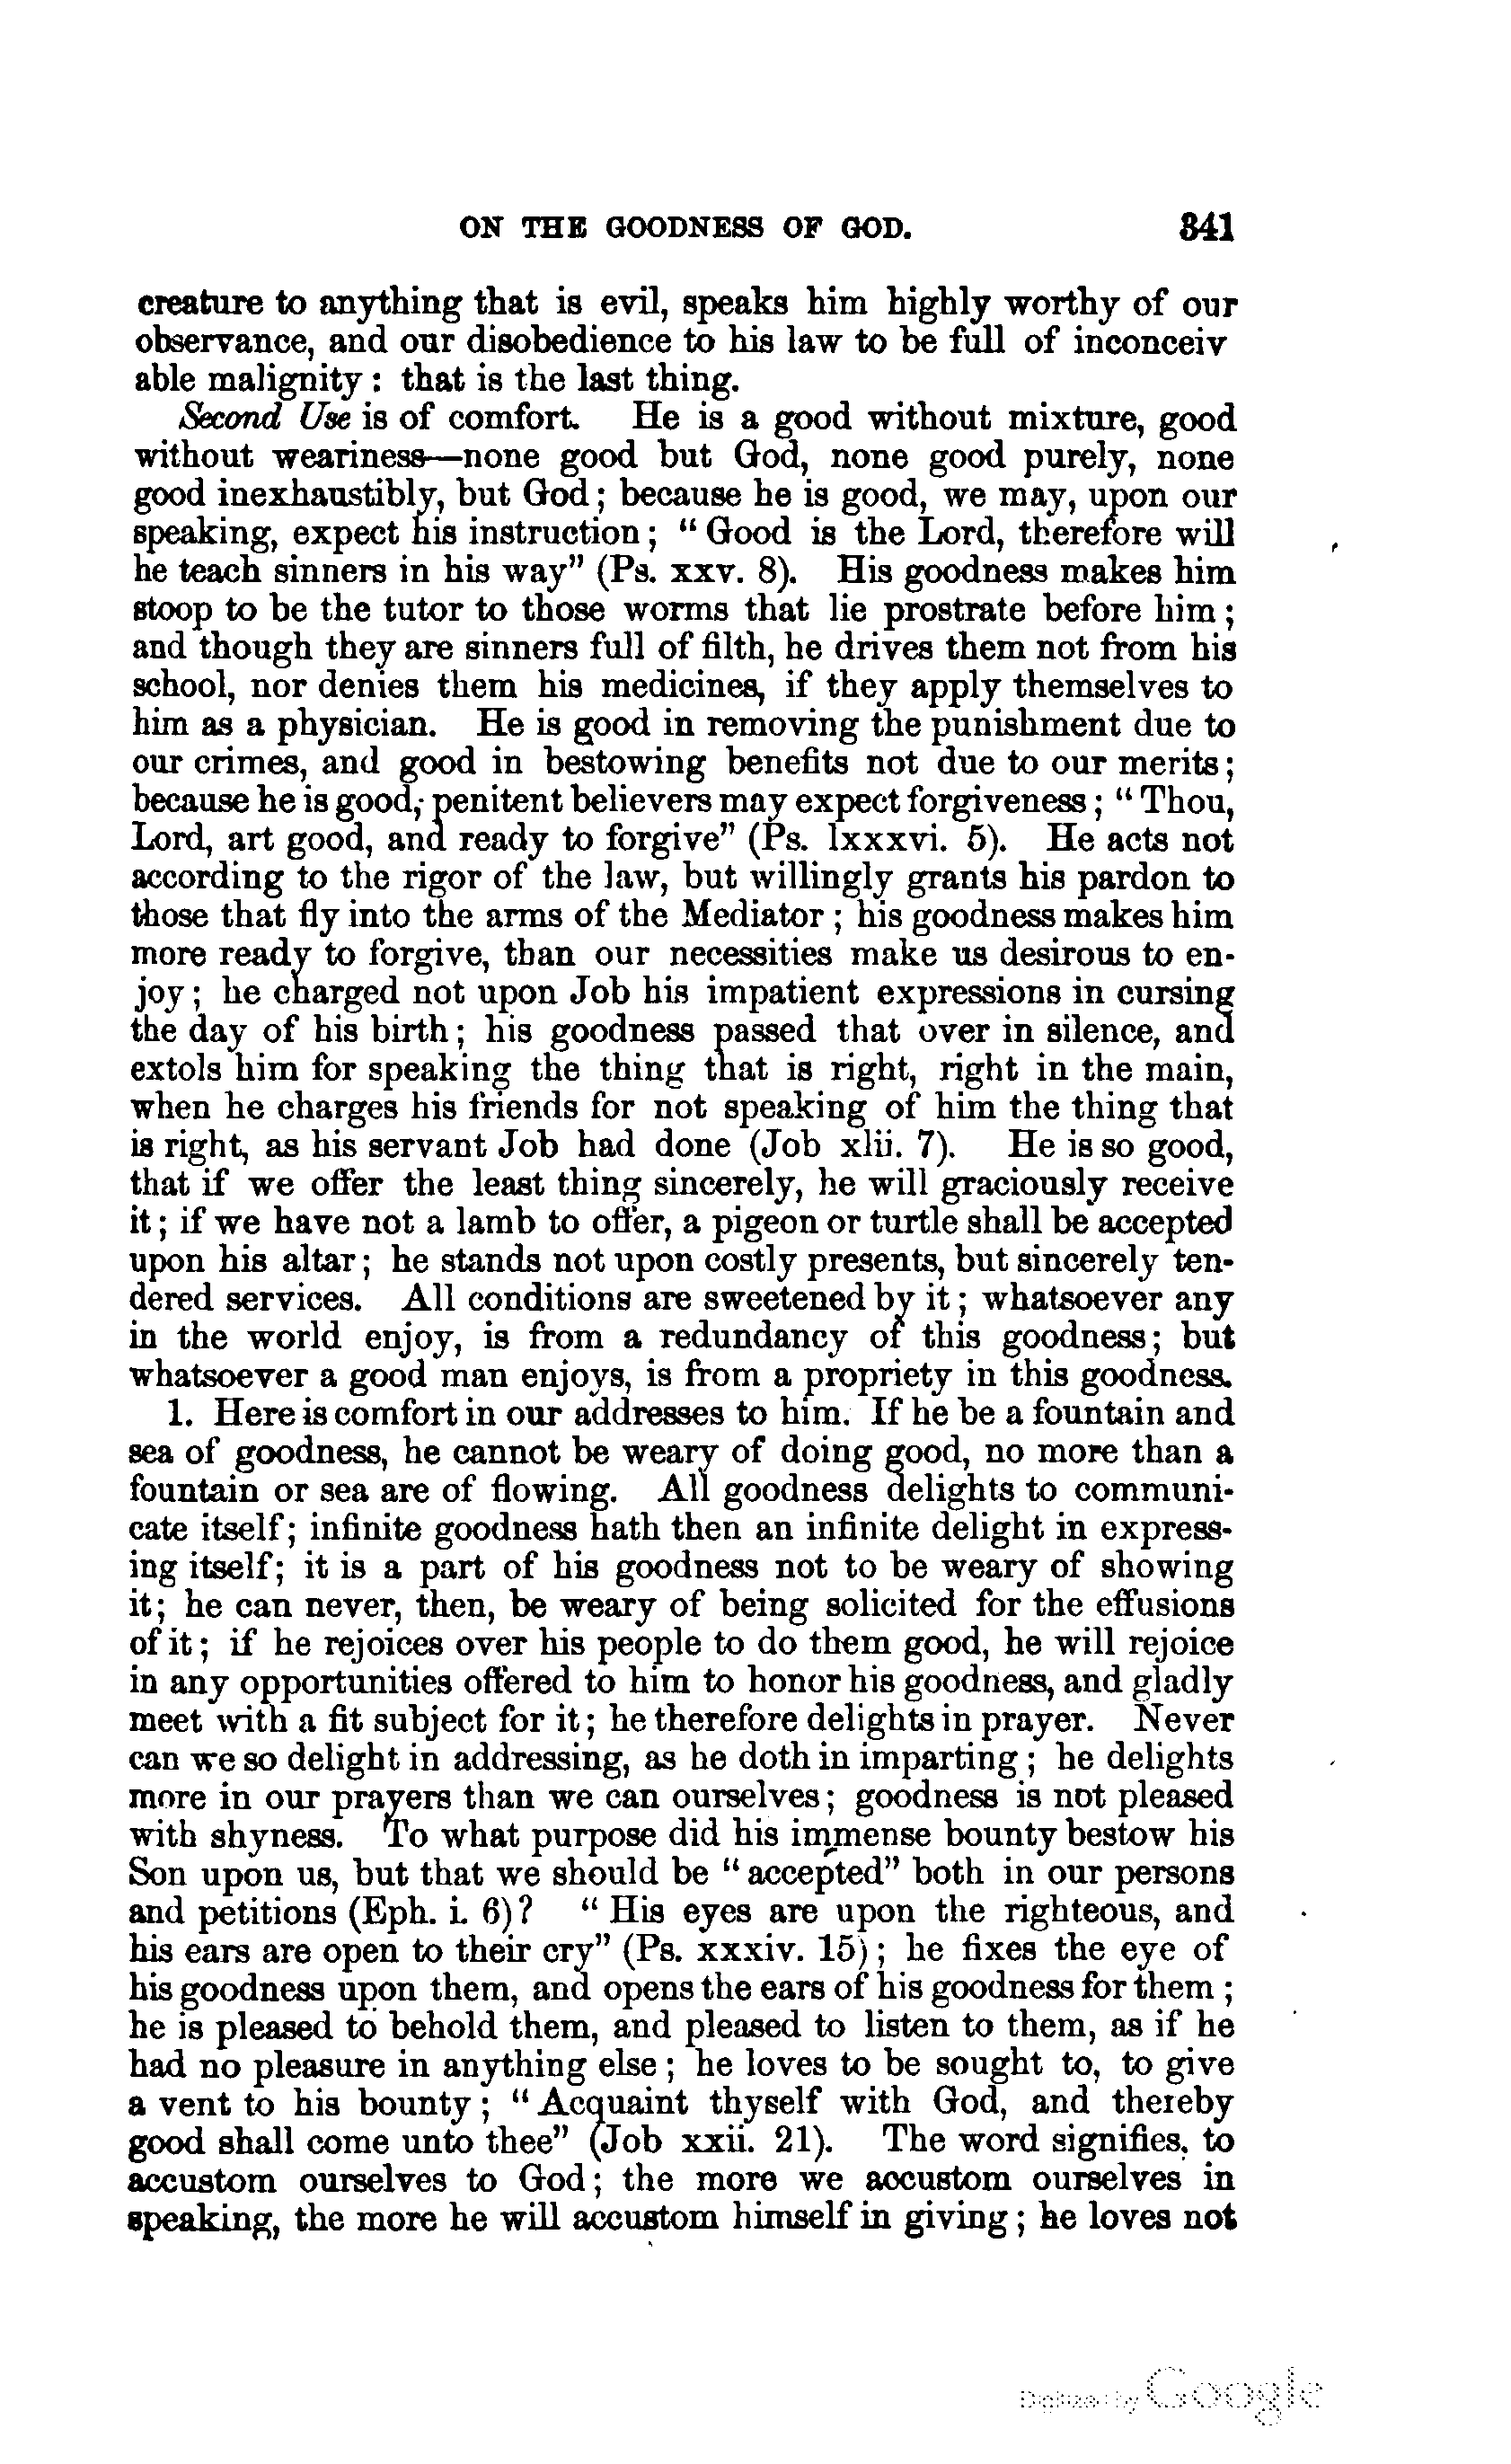 ON THE GOODNESS OF GOD. 341
creature to anything that is evil, speaks him highly worthy of our
observance, and our disobedience to his law to be full of inconceiv
able malignity: that is the last thing.
Second Use is of comfort. He is a good without mixture, good
without weariness—none good but God, none good purely, none
good inexhaustibly, but God; because he is good, we may, upon our
speaking, expect his instruction; “Good is the Lord, therefore will
he teach sinners in his way” (Ps. xxv. 8). His goodness makes him
stoop to be the tutor to those worms that lie prostrate before him;
and though they are sinners full of filth, he drives them not from his
school, nor denies them his medicines, if they apply themselves to
him as a physician. He is good in removing the punishment due to
our crimes, and good in bestowing benefits not due to our merits;
because he is good, penitent believers may expect forgiveness; “Thou,
Lord, art good, and ready to forgive” (Ps. lxxxvi. 5). He acts not
according to the rigor of the law, but willingly grants his pardon to
those that fly into the arms of the Mediator; his goodness makes him
more ready to forgive, than our necessities make us desirous to en-
joy; he charged not upon Job his impatient expressions in cursing
the day of his birth; his goodness passed that over in silence, and
extols him for speaking the thing that is right, right in the main,
when he charges his friends for not speaking of him the thing that
is right, as his servant Job had done (Job xlii. 7). He is so good,
that if we offer the least thing sincerely, he will graciously receive
it; if we have not a lamb to offer, a pigeon or turtle shall be accepted
upon his altar; he stands not upon costly presents, but sincerely ten-
dered services. All conditions are sweetened by it; whatsoever any
in the world enjoy, is from a redundancy of this goodness; but
whatsoever a good man enjoys, is from a propriety in this goodness.
1. Here is comfort in our addresses to him. If he be a fountain and
sea of goodness, he cannot be weary of doing good, no more than a
fountain or sea are of flowing. All goodness delights to communi-
cate itself; infinite goodness hath then an infinite delight in express-
ing itself; it is a part of his goodness not to be weary of showing
it; he can never, then, be weary of being solicited for the effusions
of it; if he rejoices over his people to do them good, he will rejoice
in any opportunities offered to him to honor his goodness, and gladly
meet with a fit subject for it; he therefore delights in prayer. Never
can we so delight in addressing, as he doth in imparting; he delights
more in our prayers than we can ourselves; goodness is not pleased
with shyness. To what purpose did his immense bounty bestow his
Son upon us, but that we should be “accepted” both in our persons
and petitions (Eph. i. 6)? “His eyes are upon the righteous, and
his ears are open to their cry” (Ps. xxxiv. 15); he fixes the eye of
his goodness upon them, and opens the ears of his goodness for them;
he is pleased to behold them, and pleased to listen to them, as if he
had no pleasure in anything else; he loves to be sought to, to give
a vent to his bounty; “Acquaint thyself with God, and thereby
good shall come unto thee” (Job xxii. 21). The word signifies, to
accustom ourselves to God; the more we accustom ourselves in
speaking, the more he will accustom himself in giving; he loves not
Digitized by Google